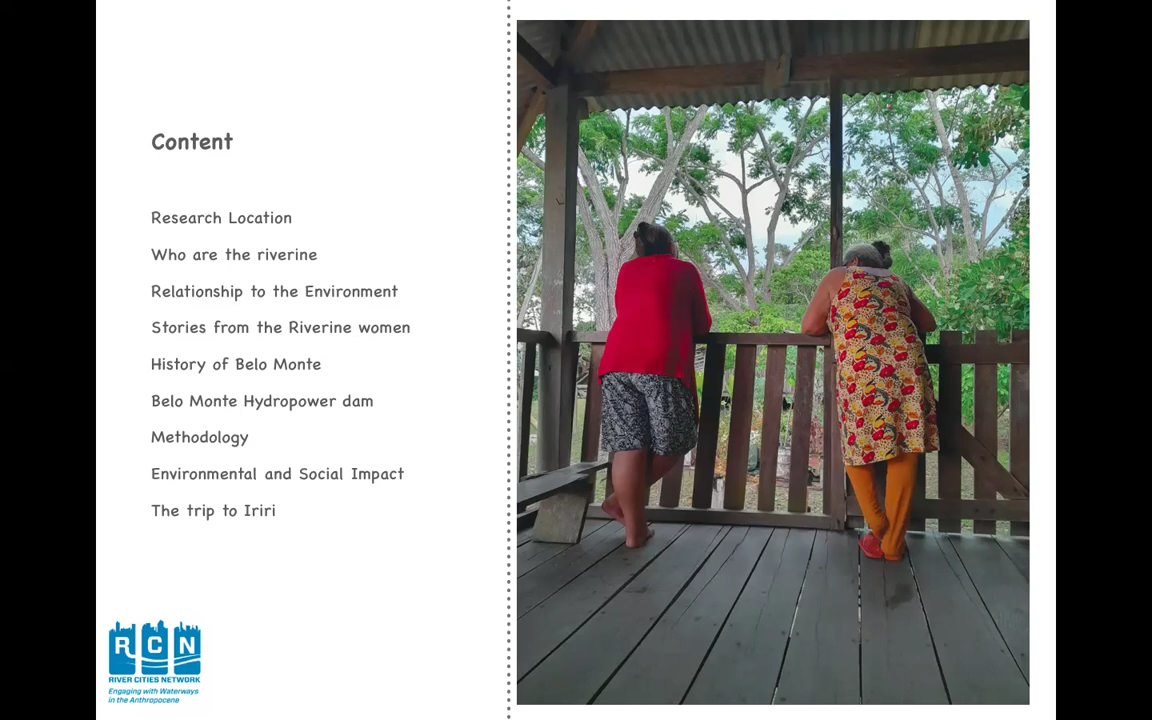 Content
Research Location
Who are the riverine
Relationship to the Environment
Stories from the Riverine women
History of Belo Monte
Belo Monte Hydropower dam
Methodology
Environmental and Social Impact
The trip to Iriri
RCN
RIVER CITIES NETWORK
Engaging with Waterways
in the Anthropocene